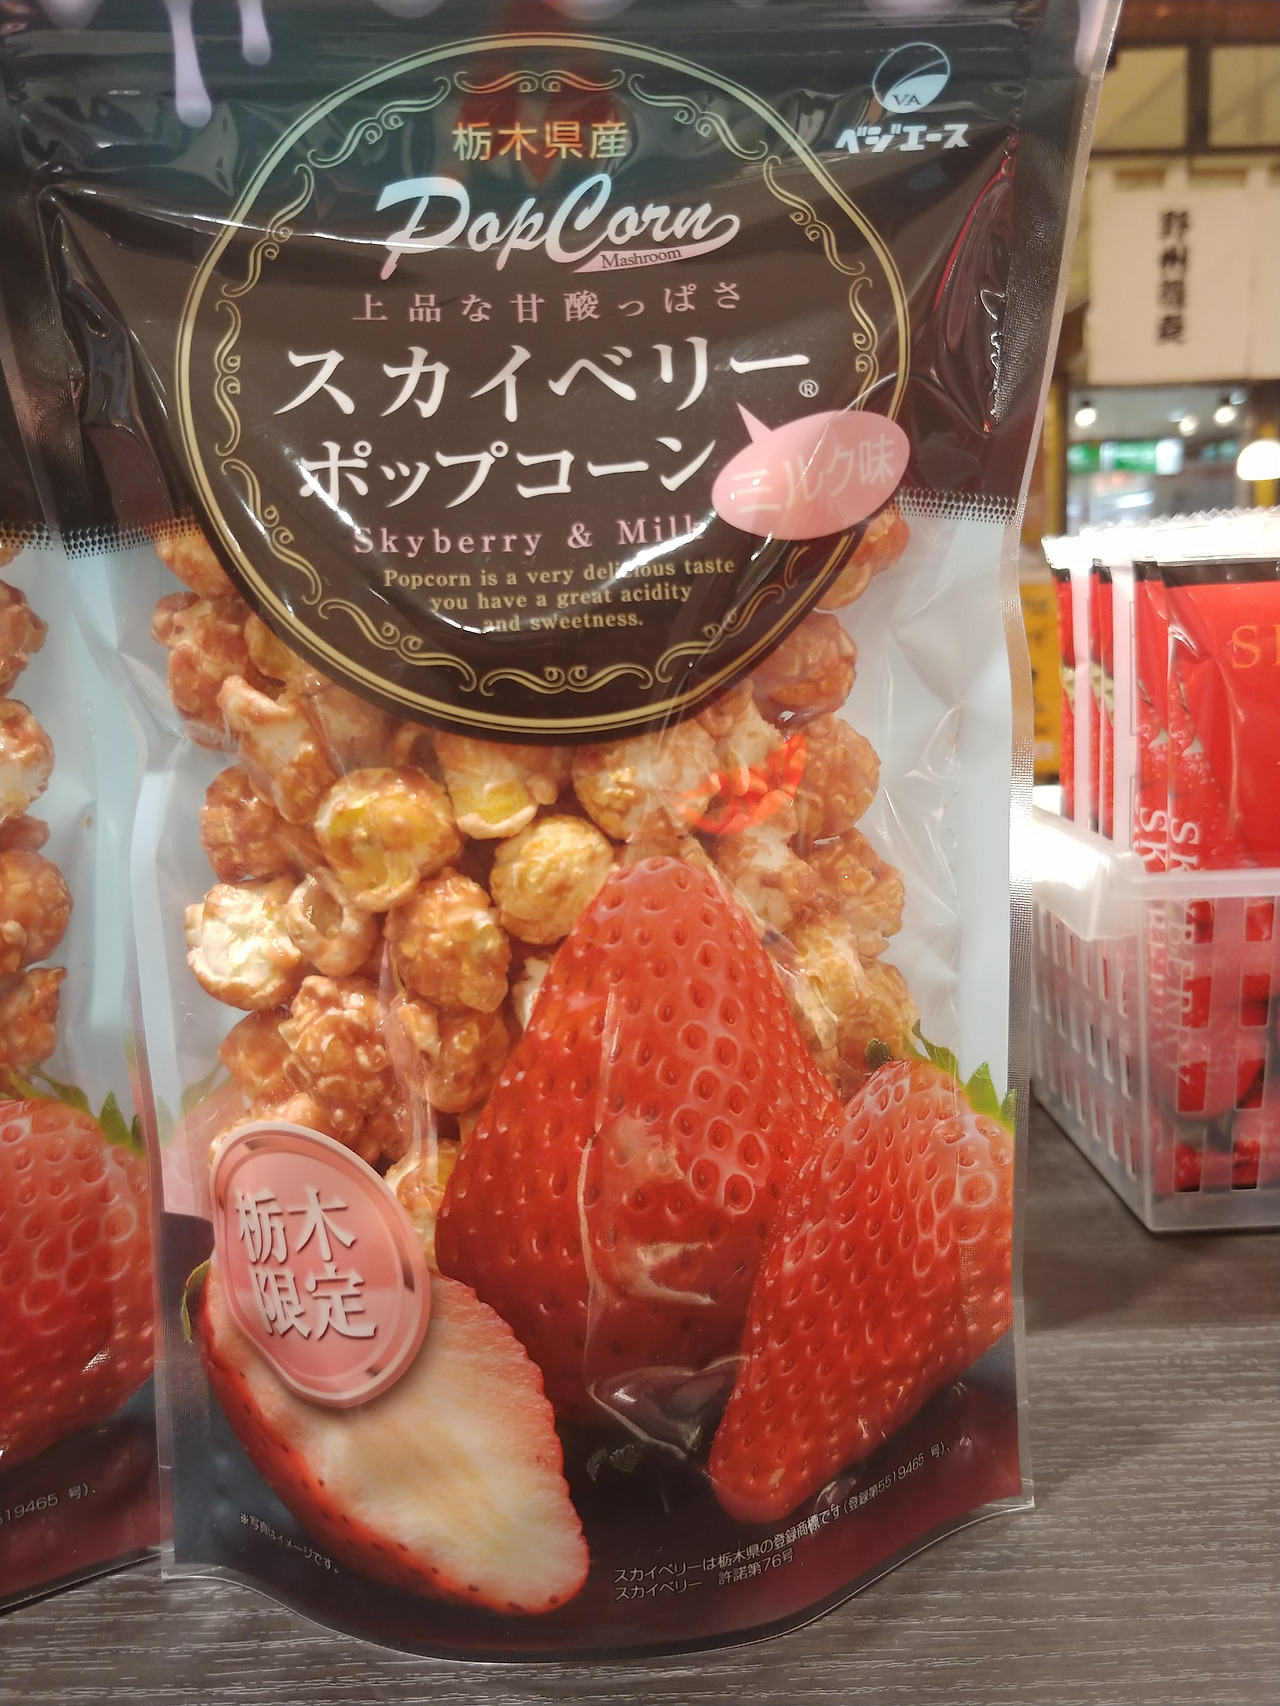 VA
ベジエース
栃木県産
PopCorn
Mashroom
上品な甘酸っぱさ
スカイベリー®
ポップコーン
ミルク味
Skyberry & Milk
Popcorn is a very delicious taste
you have a great acidity
and sweetness.
栃木
限定
※写真はイメージです。
スカイベリーは栃木県の登録商標です(登録第5519465 号)、
スカイベリー 許諾第76号
519465 号)、